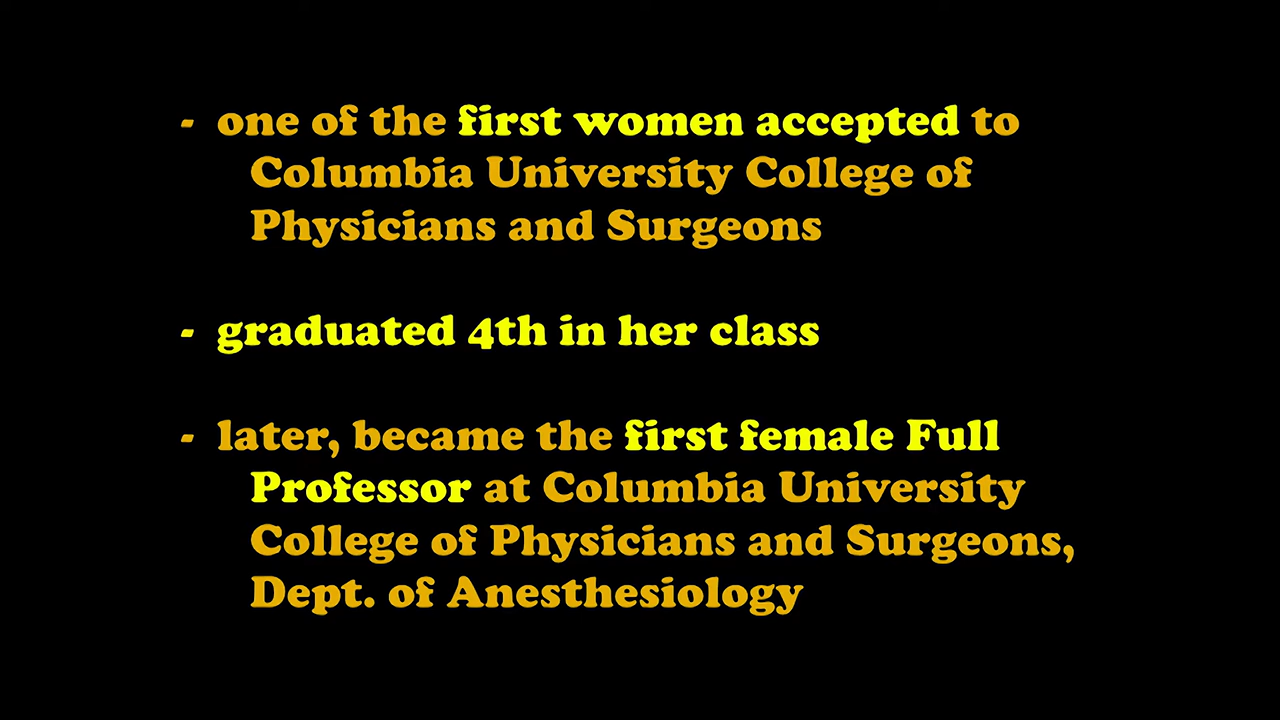 - one of the first women accepted to
Columbia University College of
Physicians and Surgeons
- graduated 4th in her class
- later, became the first female Full
Professor at Columbia University
College of Physicians and Surgeons,
Dept. of Anesthesiology